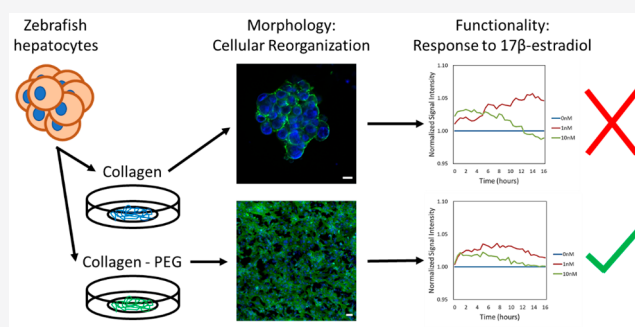 Zebrafish
hepatocytes
Morphology:
Cellular Reorganization
Functionality:
Response to 17β-estradiol
Collagen
Collagen - PEG
Normalized Signal Intensity
1.10
1.05
1.00
0.95
0 2 4 6 8 10 12 14 16
Time (hours)
0nM
1nM
10nM
Normalized Signal Intensity
1.10
1.05
1.00
0.95
0 2 4 6 8 10 12 14 16
Time (hours)
0nM
1nM
10nM